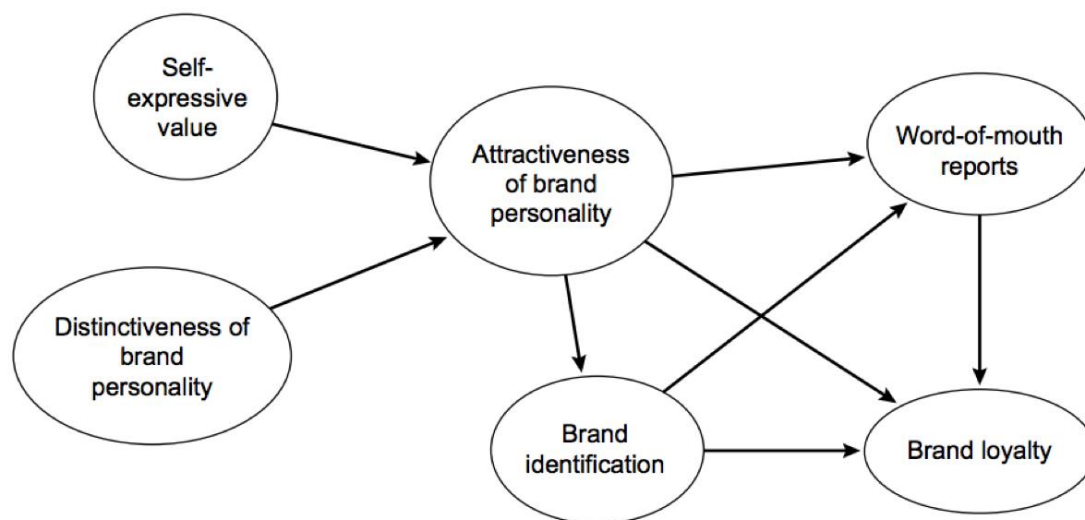 Self-
expressive
value
Attractiveness
of brand
personality
Word-of-mouth
reports
Distinctiveness of
brand
personality
Brand
identification
Brand loyalty